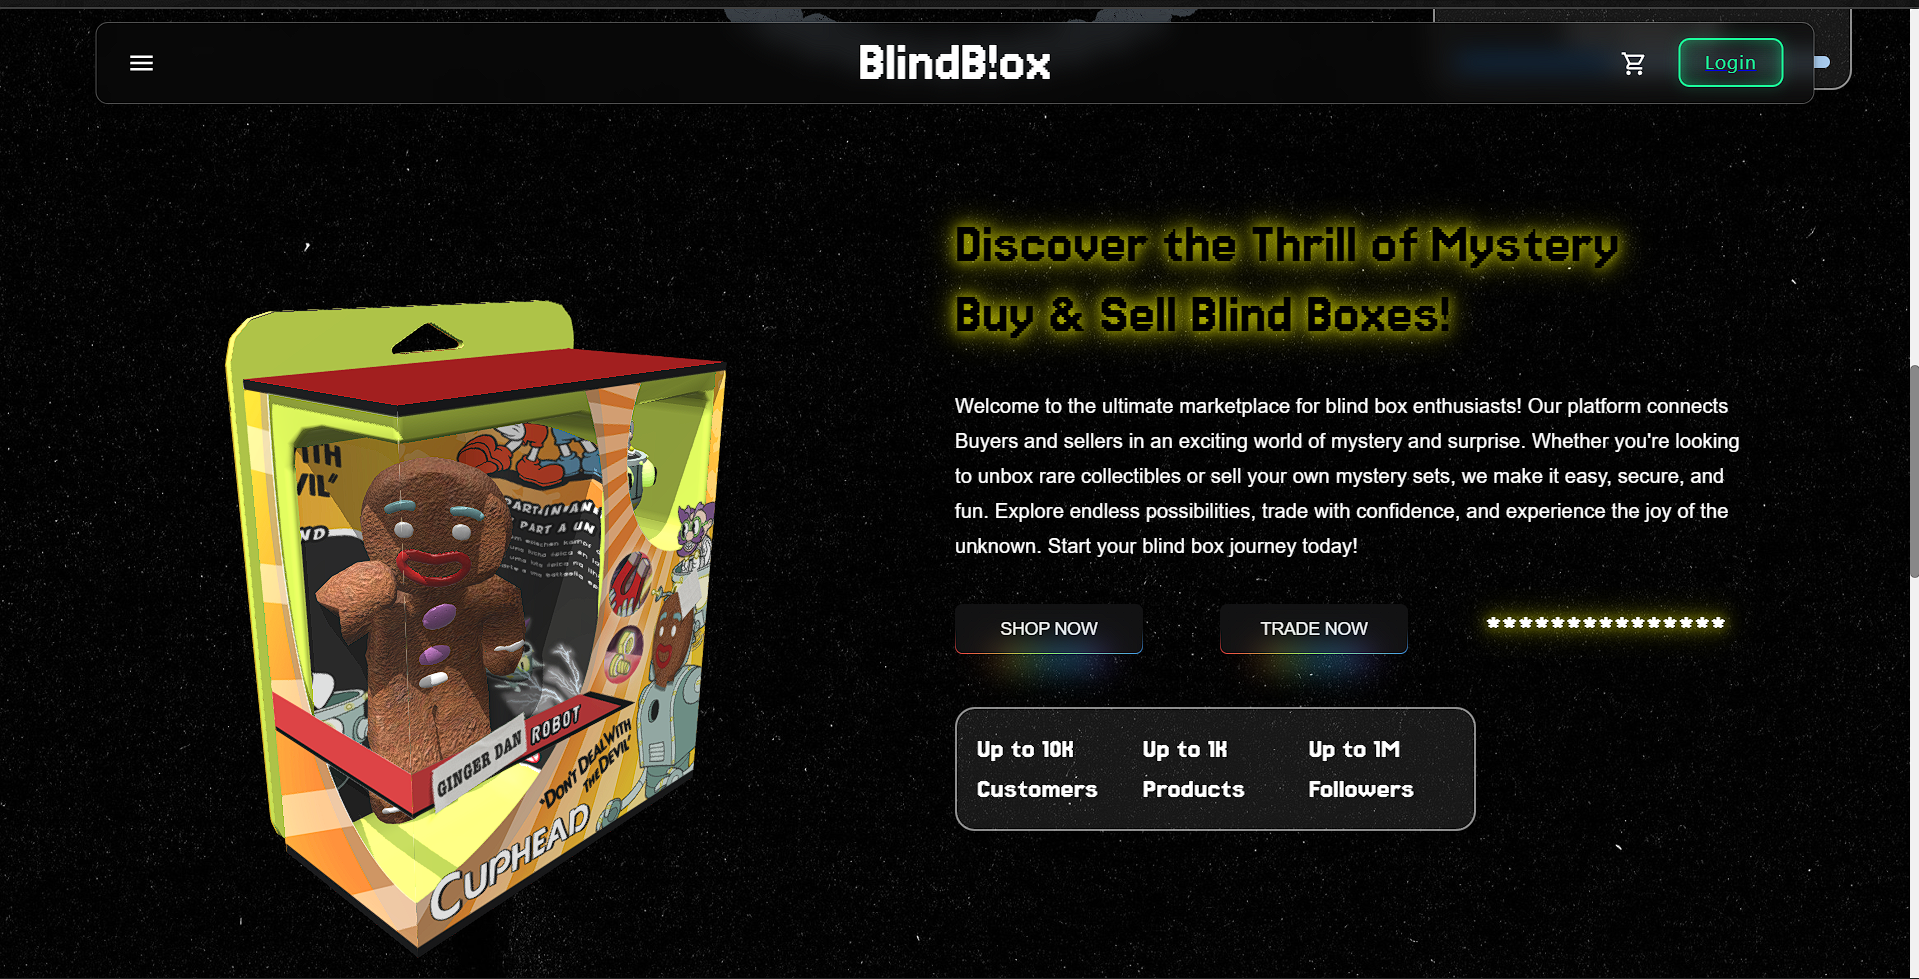 BlindB!ox
Login
Discover the Thrill of Mystery
Buy & Sell Blind Boxes!
Welcome to the ultimate marketplace for blind box enthusiasts! Our platform connects
Buyers and sellers in an exciting world of mystery and surprise. Whether you're looking
to unbox rare collectibles or sell your own mystery sets, we make it easy, secure, and
fun. Explore endless possibilities, trade with confidence, and experience the joy of the
unknown. Start your blind box journey today!
SHOP NOW
TRADE NOW
***************
Up to 10K
Customers
Up to 1K
Products
Up to 1M
Followers
GINGER DAN
ROBOT
"DON'T DEAL WITH
THE DEVIL"
CUPHEAD